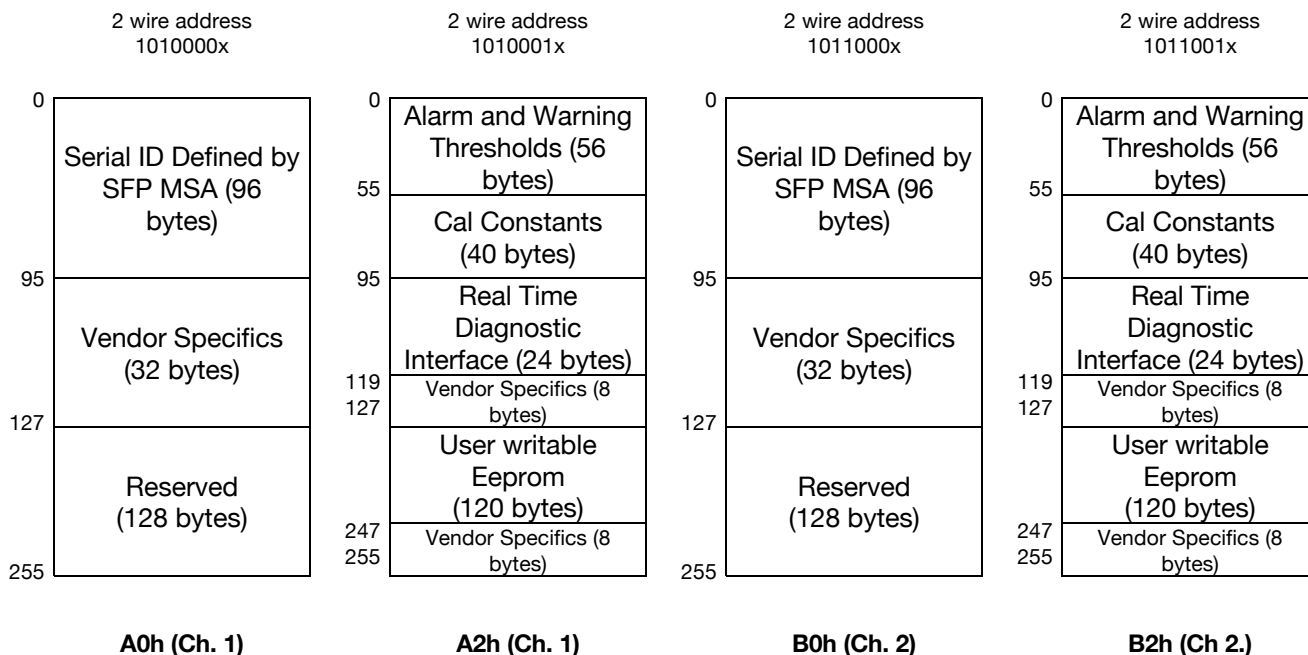 2 wire address
1010000x
0
Serial ID Defined by
SFP MSA (96
bytes)
95
Vendor Specifics
(32 bytes)
127
Reserved
(128 bytes)
255
A0h (Ch. 1)
2 wire address
1010001x
0
Alarm and Warning
Thresholds (56
bytes)
55
Cal Constants
(40 bytes)
95
Real Time
Diagnostic
Interface (24 bytes)
119
Vendor Specifics (8
127
bytes)
User writable
Eeprom
(120 bytes)
247
Vendor Specifics (8
255
bytes)
A2h (Ch. 1)
2 wire address
1011000x
0
Serial ID Defined by
SFP MSA (96
bytes)
95
Vendor Specifics
(32 bytes)
127
Reserved
(128 bytes)
255
B0h (Ch. 2)
2 wire address
1011001x
0
Alarm and Warning
Thresholds (56
bytes)
55
Cal Constants
(40 bytes)
95
Real Time
Diagnostic
Interface (24 bytes)
119
Vendor Specifics (8
127
bytes)
User writable
Eeprom
(120 bytes)
247
Vendor Specifics (8
255
bytes)
B2h (Ch 2.)